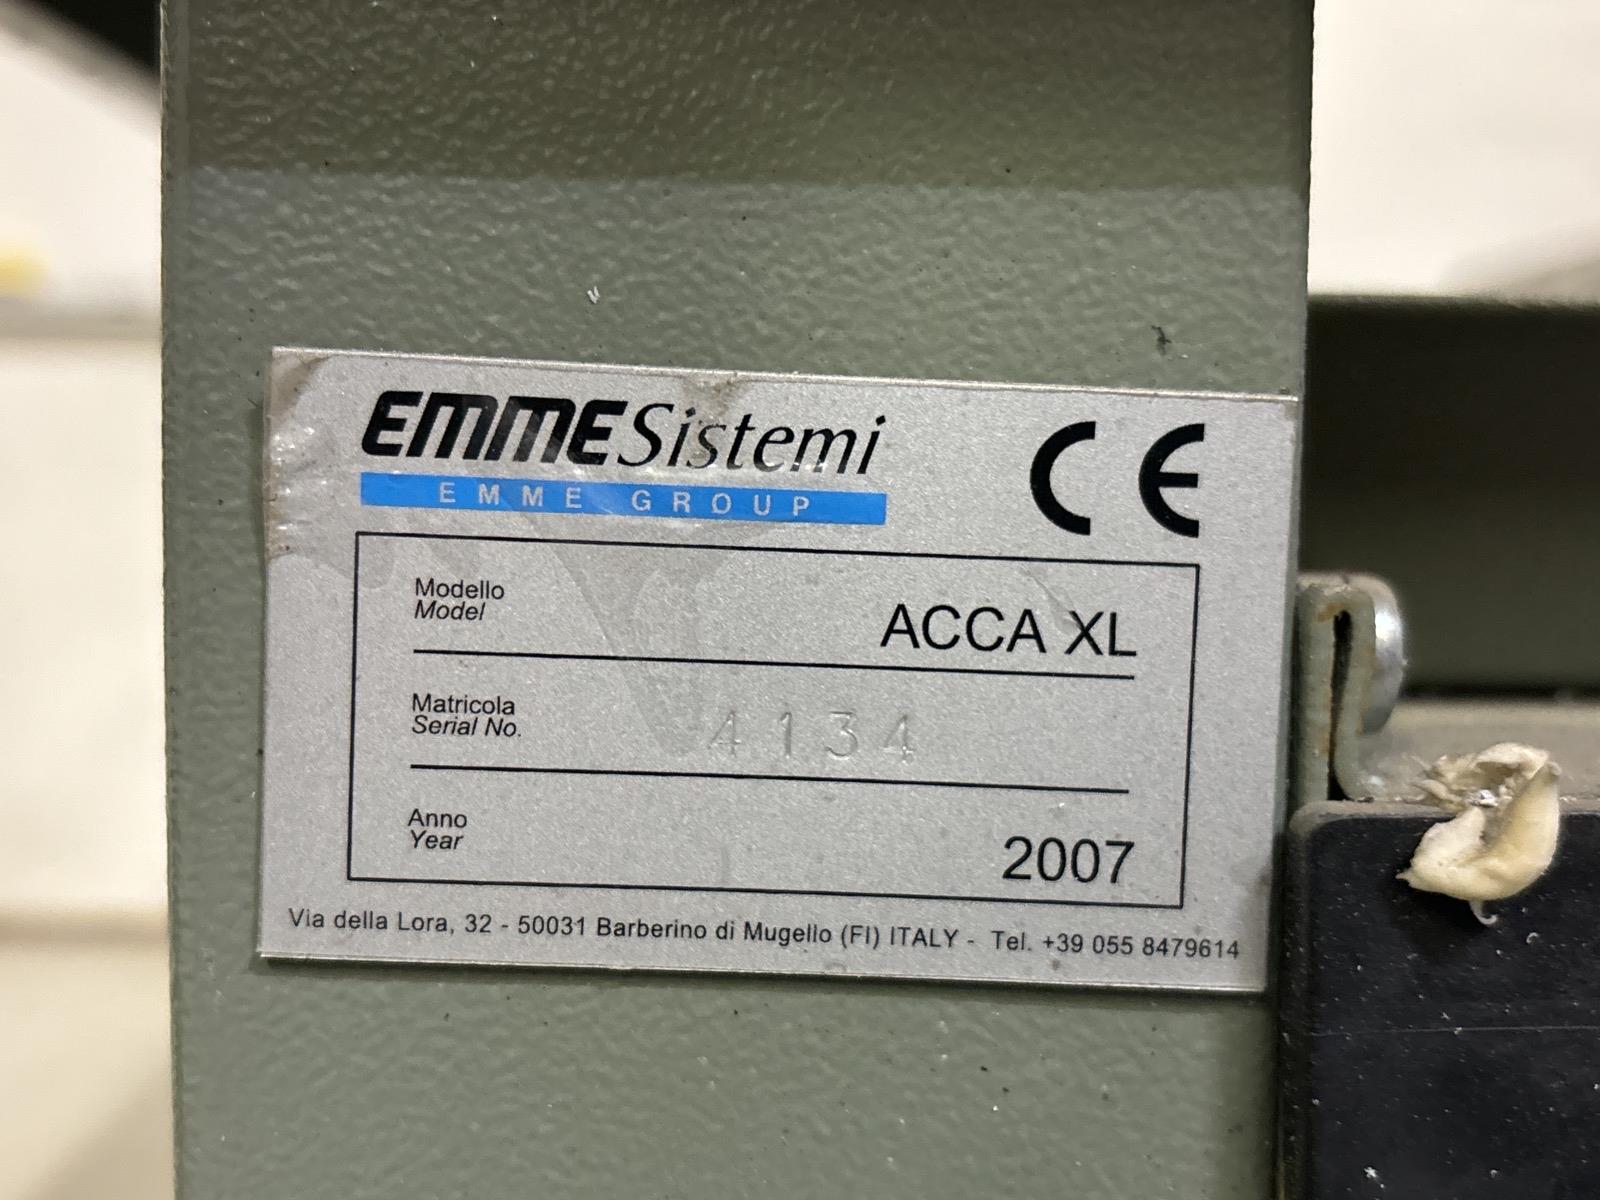 EMMESistemi
EMME GROUP
CE
Modello
Model
ACCA XL
Matricola
Serial No.
4134
Anno
Year
2007
Via della Lora, 32 - 50031 Barberino di Mugello (FI) ITALY - Tel. +39 055 8479614